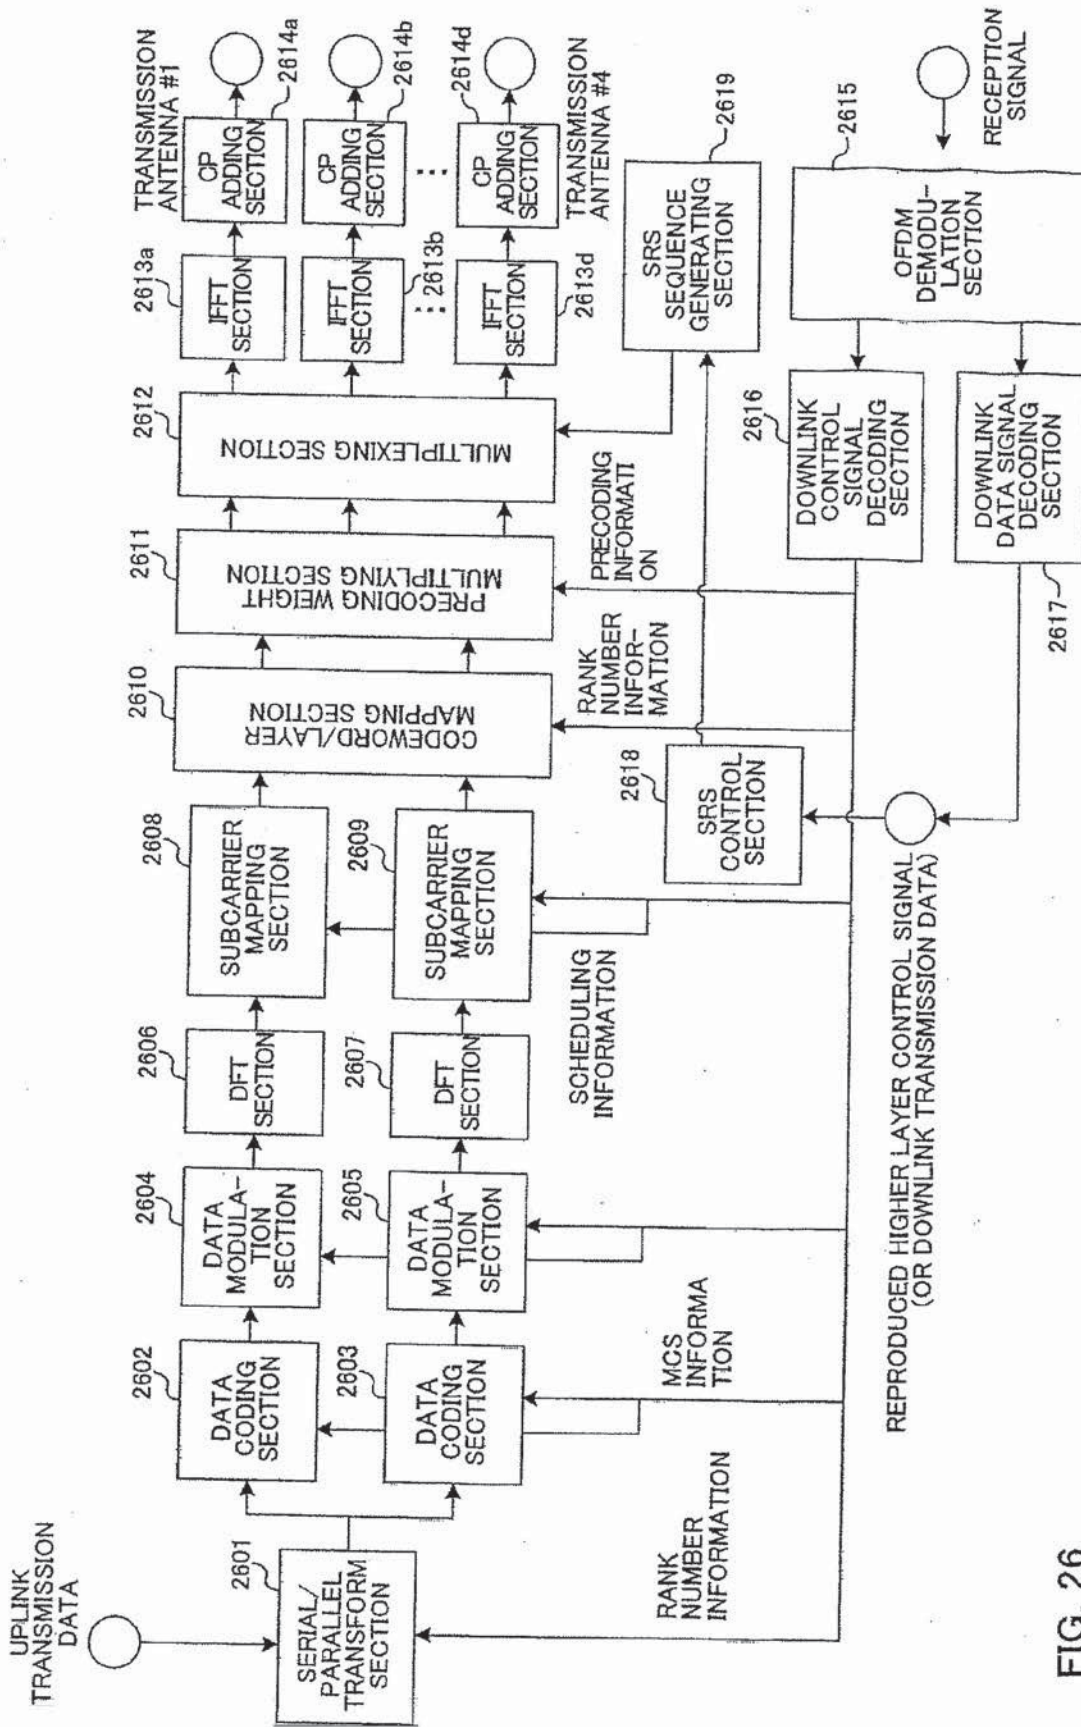 UPLINK
TRANSMISSION
DATA
2601
SERIAL/
PARALLEL
TRANSFORM
SECTION
2602
DATA
CODING
SECTION
2603
DATA
CODING
SECTION
2604
DATA
MODULA-
TION
SECTION
2605
DATA
MODULA-
TION
SECTION
2606
DFT
SECTION
2607
DFT
SECTION
2608
SUBCARRIER
MAPPING
SECTION
2609
SUBCARRIER
MAPPING
SECTION
2610
CODEWORD/LAYER
MAPPING SECTION
2611
PRECODING WEIGHT
MULTIPLYING SECTION
2612
MULTIPLEXING SECTION
2613a
IFFT
SECTION
IFFT
SECTION
2613b
...
IFFT
SECTION
2613d
TRANSMISSION
ANTENNA #1
CP
ADDING
SECTION
2614a
CP
ADDING
SECTION
2614b
...
CP
ADDING
SECTION
2614d
TRANSMISSION
ANTENNA #4
RANK
NUMBER
INFORMATION
MCS
INFORMA
TION
SCHEDULING
INFORMATION
RANK
NUMBER
INFOR-
MATION
PRECODING
INFORMATI
ON
SRS
SEQUENCE
GENERATING
SECTION
2619
2618
SRS
CONTROL
SECTION
REPRODUCED HIGHER LAYER CONTROL SIGNAL
(OR DOWNLINK TRANSMISSION DATA)
2616
DOWNLINK
CONTROL
SIGNAL
DECODING
SECTION
DOWNLINK
DATA SIGNAL
DECODING
SECTION
2617
2615
OFDM
DEMODU-
LATION
SECTION
RECEPTION
SIGNAL
FIG. 26